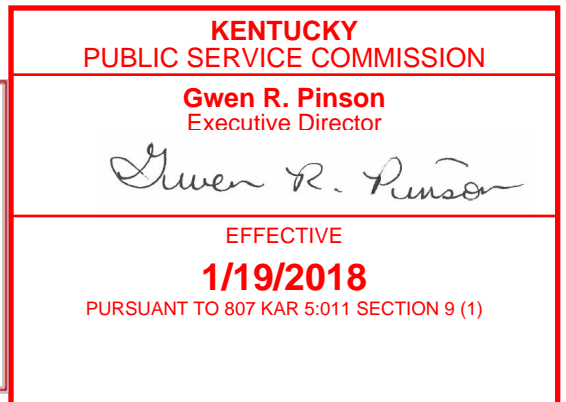 KENTUCKY
PUBLIC SERVICE COMMISSION
Gwen R. Pinson
Executive Director
Gwen R. Pinson
EFFECTIVE
1/19/2018
PURSUANT TO 807 KAR 5:011 SECTION 9 (1)